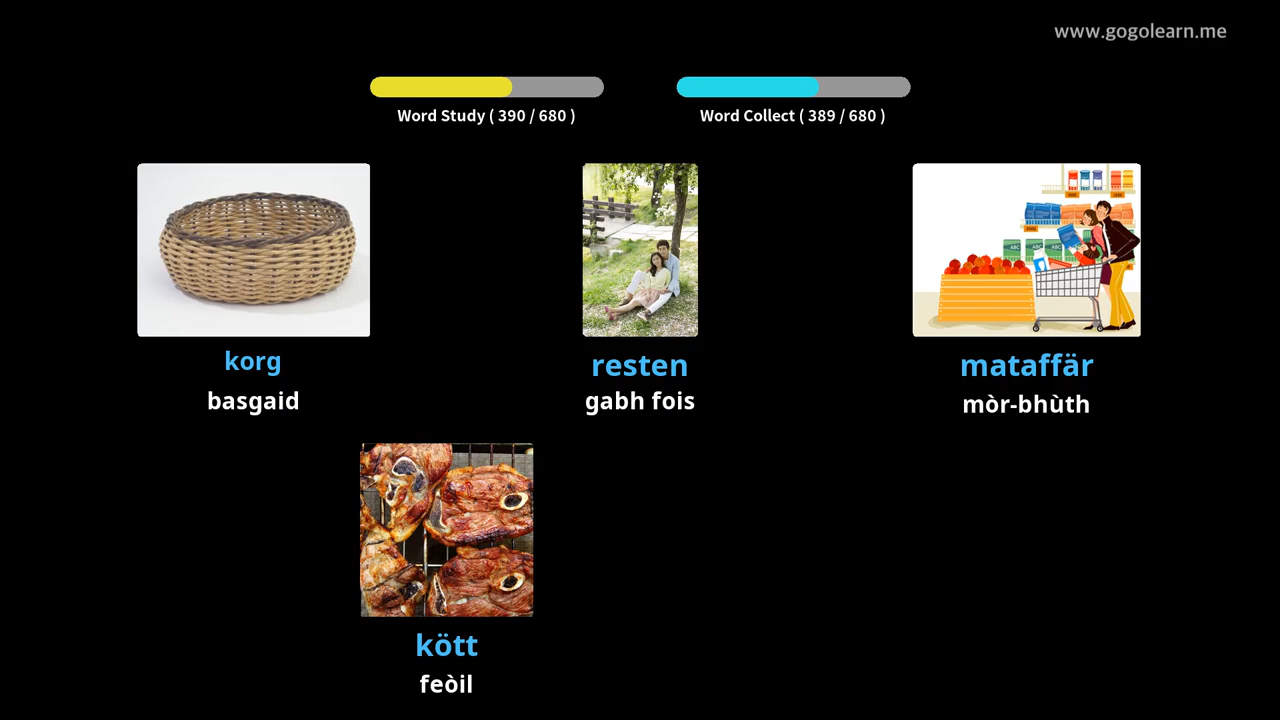 www.gogolearn.me
Word Study ( 390 / 680 )
Word Collect ( 389 / 680 )
korg
basgaid
resten
gabh fois
mataffär
mòr-bhùth
kött
feòil